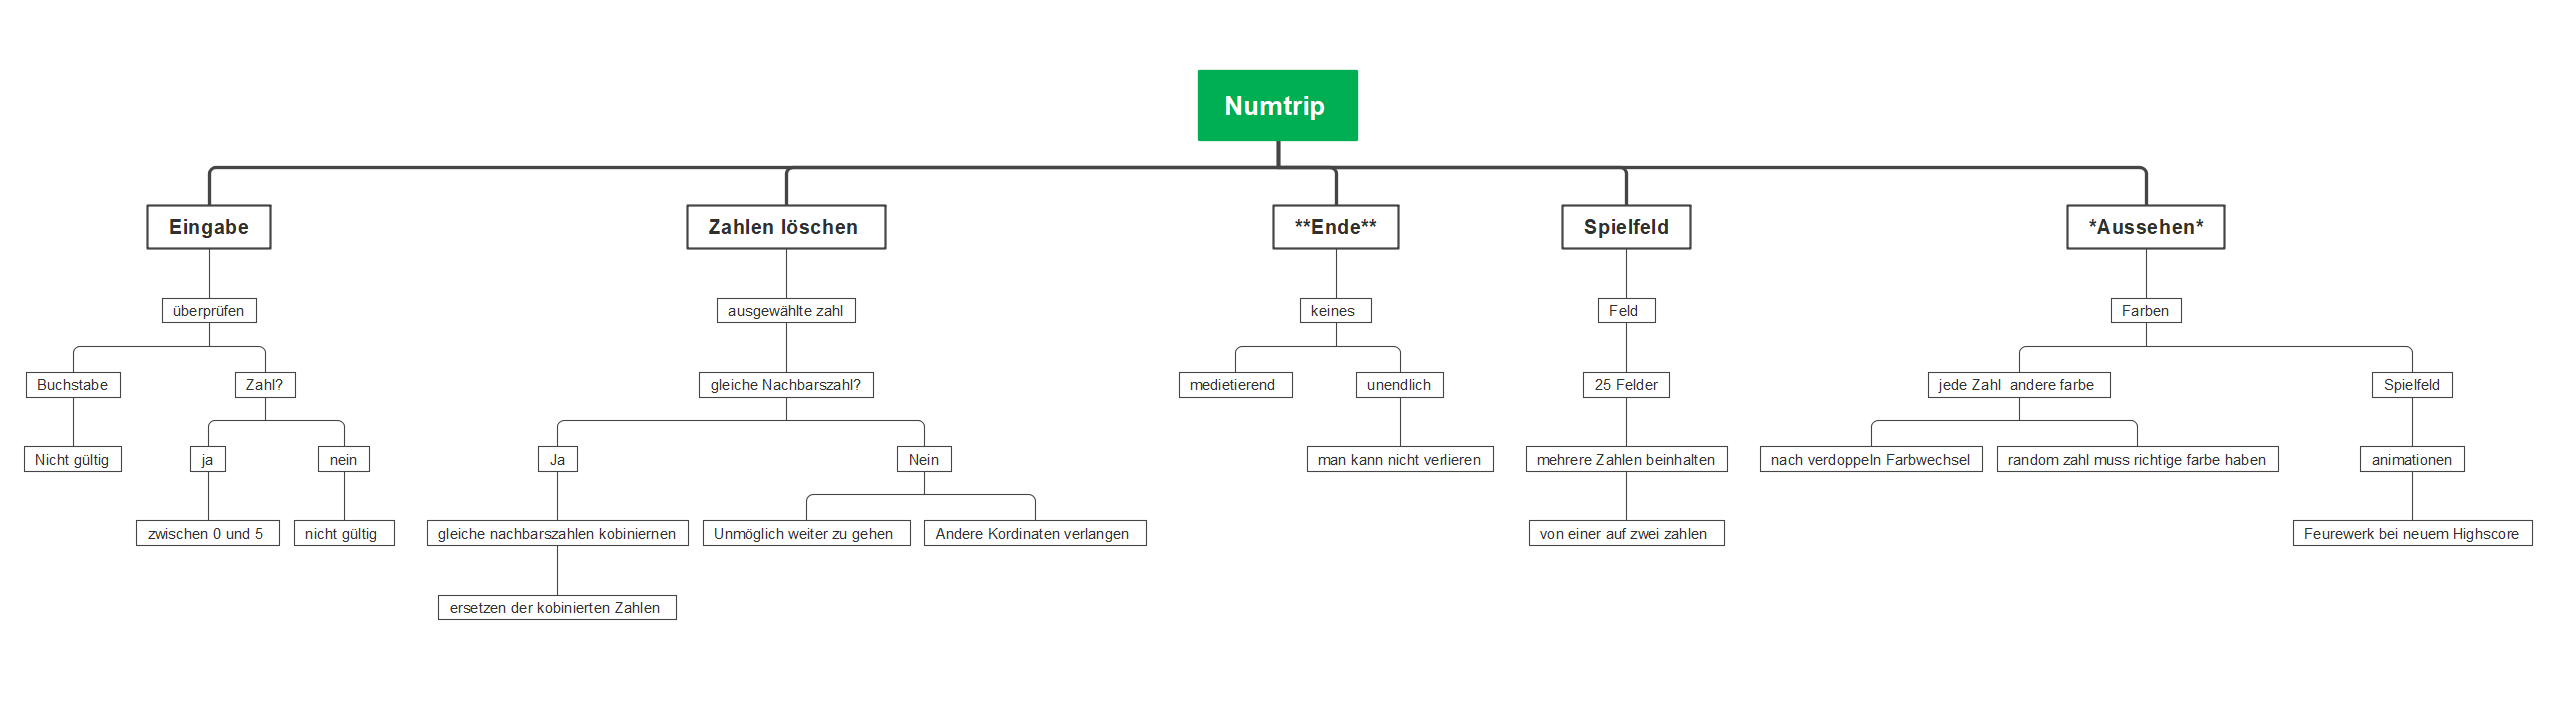 Numtrip
Eingabe
Zahlen löschen
**Ende**
Spielfeld
*Aussehen*
überprüfen
ausgewählte zahl
keines
Feld
Farben
Buchstabe
Zahl?
gleiche Nachbarszahl?
medietierend
unendlich
25 Felder
jede Zahl  andere farbe
Spielfeld
Nicht gültig
ja
nein
Ja
Nein
man kann nicht verlieren
mehrere Zahlen beinhalten
nach verdoppeln Farbwechsel
random zahl muss richtige farbe haben
animationen
zwischen 0 und 5
nicht gültig
gleiche nachbarszahlen kobiniernen
Unmöglich weiter zu gehen
Andere Kordinaten verlangen
von einer auf zwei zahlen
Feurewerk bei neuem Highscore
ersetzen der kobinierten Zahlen